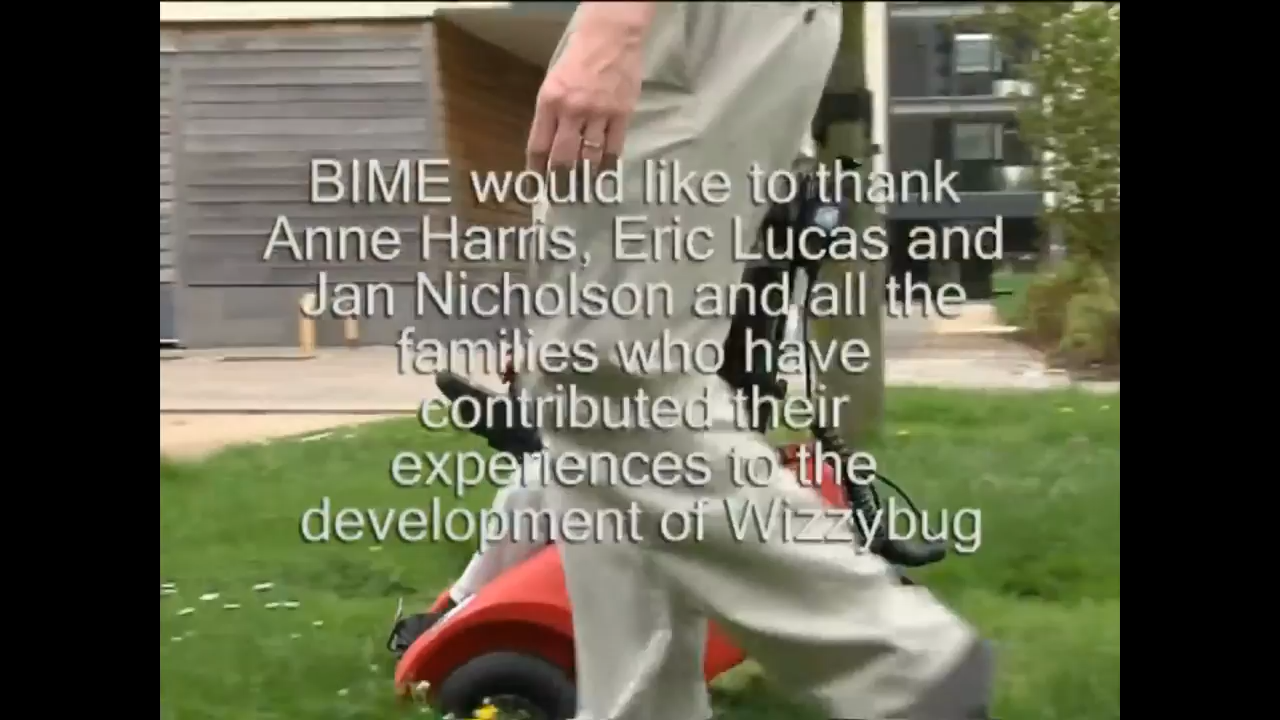 BIME would like to thank
Anne Harris, Eric Lucas and
Jan Nicholson and all the
families who have
contributed their
experiences to the
development of Wizzybug